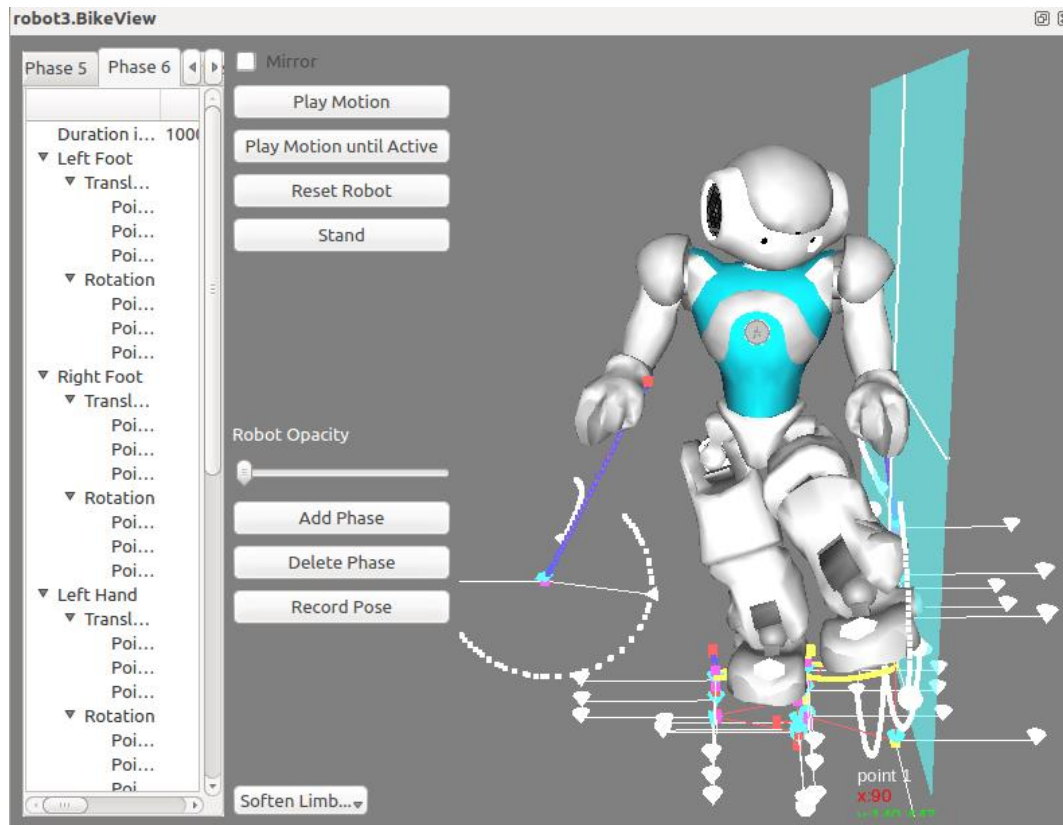 robot3.BikeView
Phase 5
Phase 6
Duration i... 1000
Left Foot
Transl...
Poi...
Poi...
Poi...
Rotation
Poi...
Poi...
Poi...
Right Foot
Transl...
Poi...
Poi...
Poi...
Rotation
Poi...
Poi...
Poi...
Left Hand
Transl...
Poi...
Poi...
Poi...
Rotation
Poi...
Poi...
Poi
Mirror
Play Motion
Play Motion until Active
Reset Robot
Stand
Robot Opacity
Add Phase
Delete Phase
Record Pose
Soften Limb...
point 1
x:90